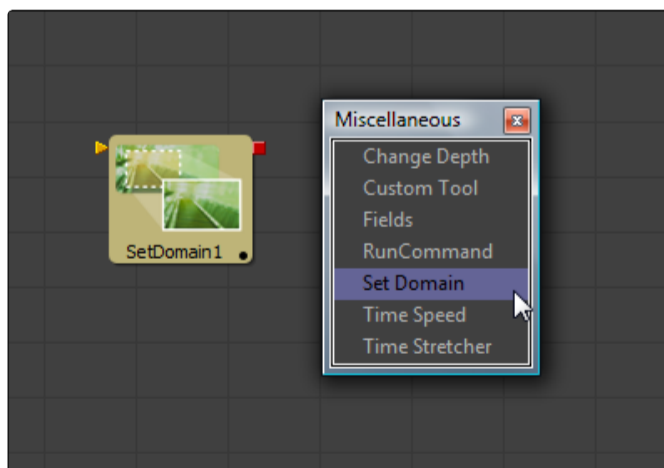 Miscellaneous
Change Depth
Custom Tool
Fields
RunCommand
Set Domain
Time Speed
Time Stretcher
SetDomain1